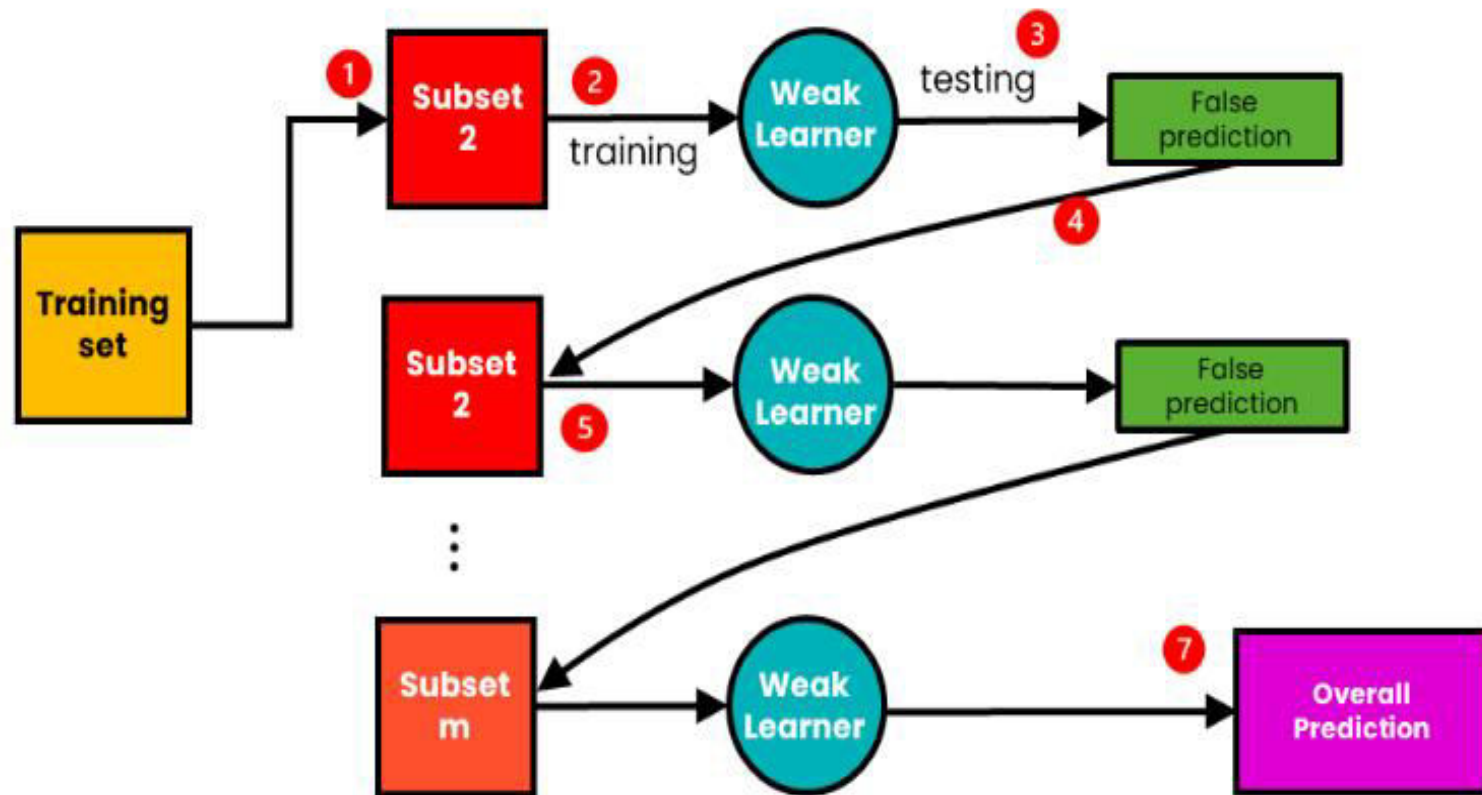 1
Subset
2
2
training
Weak
Learner
3
testing
False
prediction
4
Training
set
Subset
2
5
Weak
Learner
False
prediction
Subset
m
Weak
Learner
7
Overall
Prediction